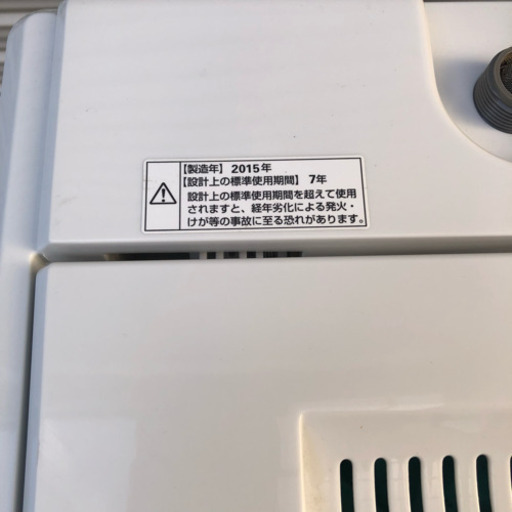 【製造年】2015年
【設計上の標準使用期間】7年
設計上の標準使用期間を超えて使用
されますと、経年劣化による発火・
けが等の事故に至る恐れがあります。